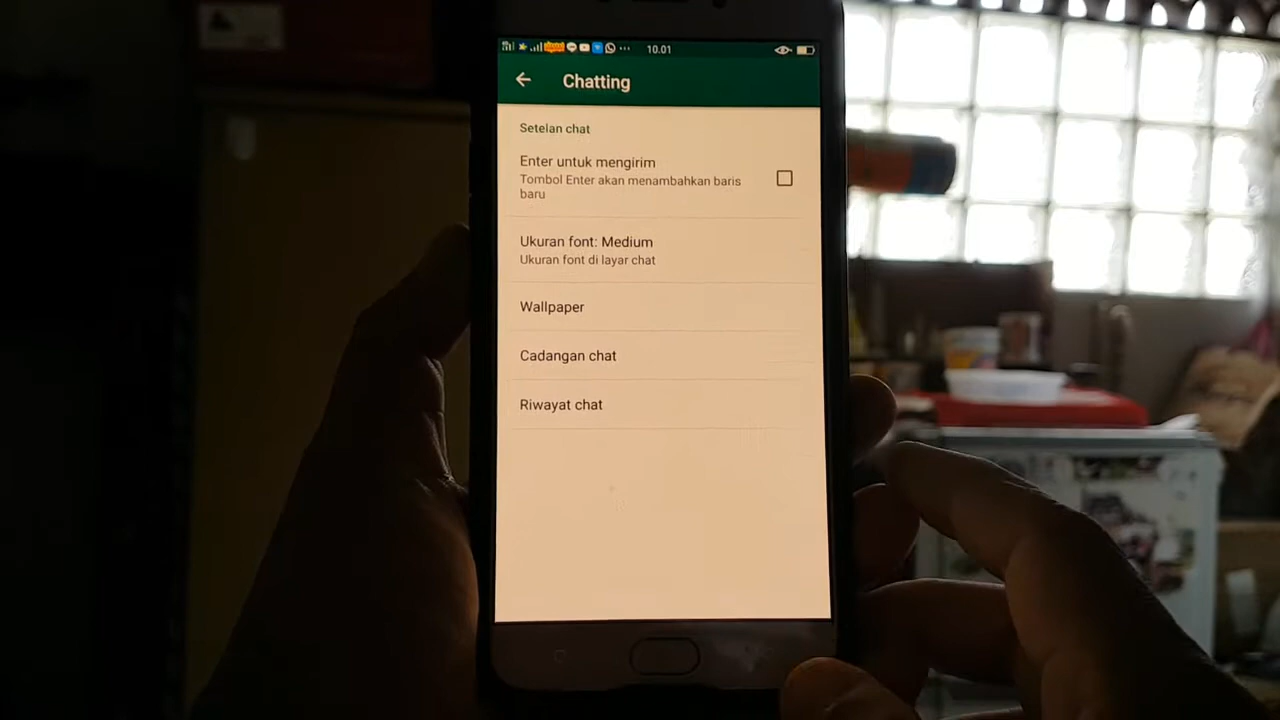 10.01
Chatting
Setelan chat
Enter untuk mengirim
Tombol Enter akan menambahkan baris
baru
Ukuran font: Medium
Ukuran font di layar chat
Wallpaper
Cadangan chat
Riwayat chat